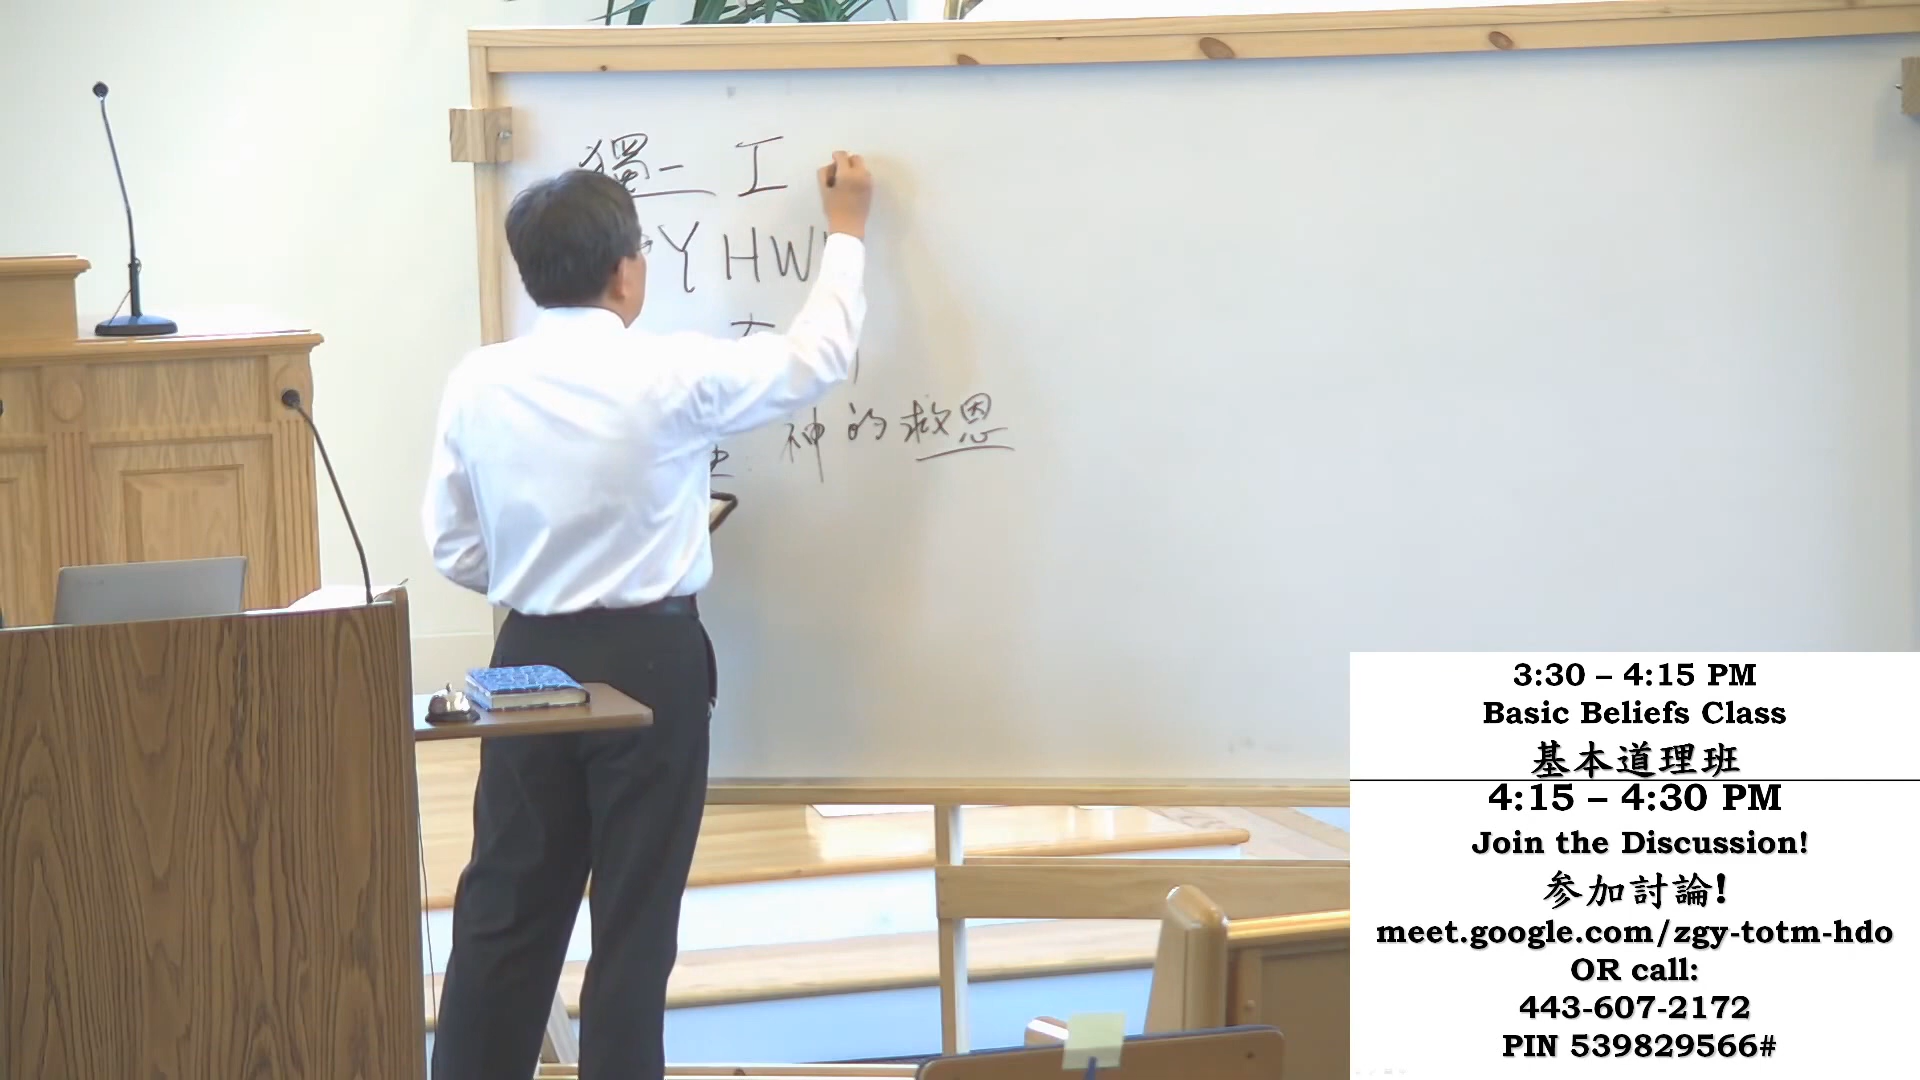 獨一 I
YHW
神的救恩
3:30 – 4:15 PM
Basic Beliefs Class
基本道理班
4:15 – 4:30 PM
Join the Discussion!
參加討論!
meet.google.com/zgy-totm-hdo
OR call:
443-607-2172
PIN 539829566#